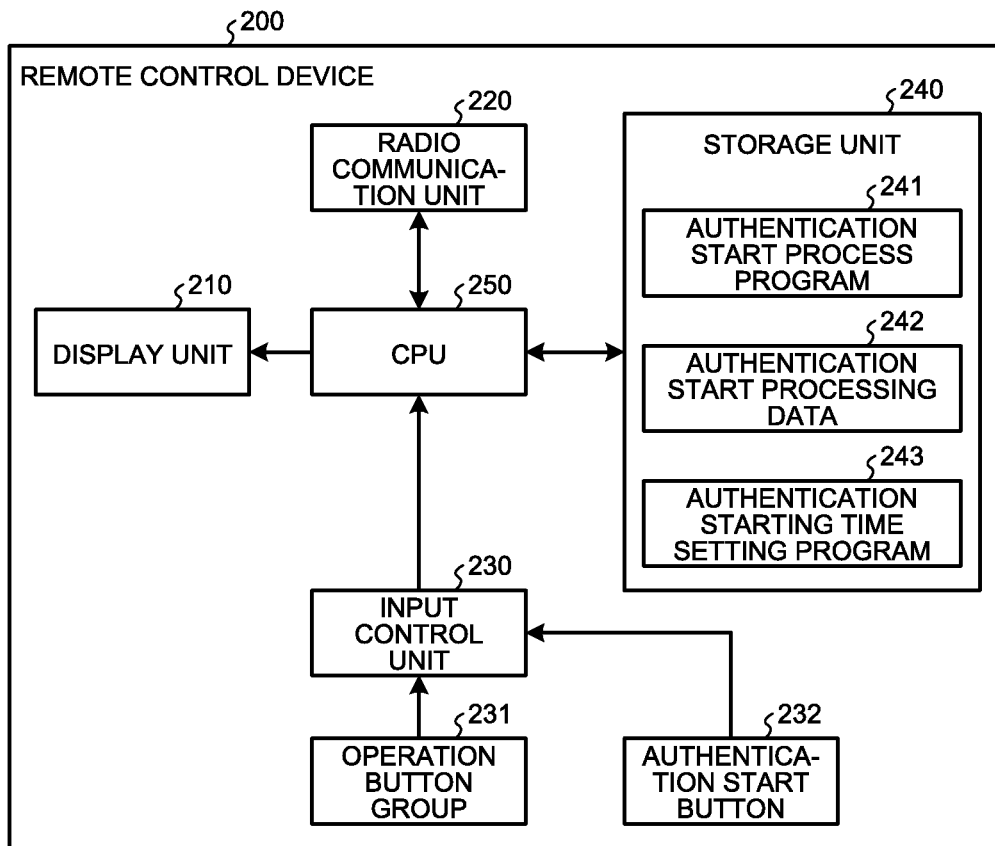 200
REMOTE CONTROL DEVICE
220
RADIO
COMMUNICA-
TION UNIT
240
STORAGE UNIT
241
AUTHENTICATION
START PROCESS
PROGRAM
210
DISPLAY UNIT
250
CPU
242
AUTHENTICATION
START PROCESSING
DATA
243
AUTHENTICATION
STARTING TIME
SETTING PROGRAM
230
INPUT
CONTROL
UNIT
231
OPERATION
BUTTON
GROUP
232
AUTHENTICA-
TION START
BUTTON